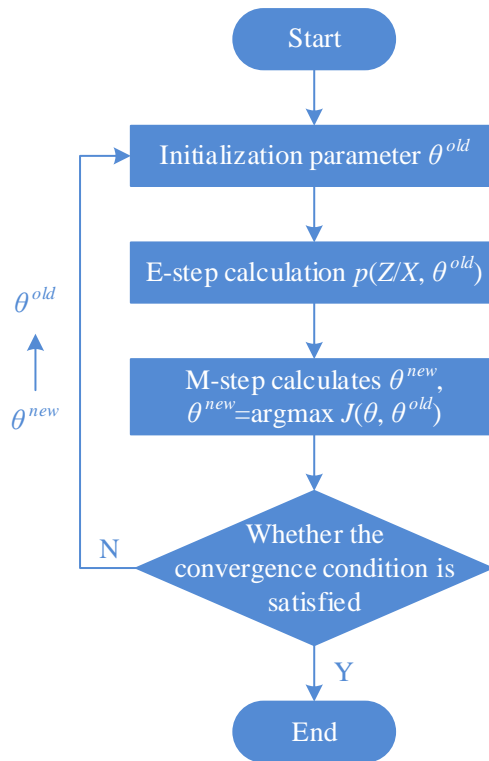 Start
Initialization parameter θ^old
E-step calculation p(Z/X, θ^old)
θ^old
θ^new
M-step calculates θ^new,
θ^new=argmax J(θ, θ^old)
N
Whether the
convergence condition is
satisfied
Y
End